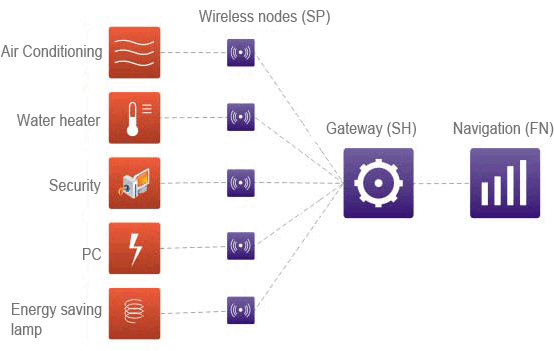 Wireless nodes (SP)
Air Conditioning
Water heater
Gateway (SH)
Navigation (FN)
Security
PC
Energy saving
lamp